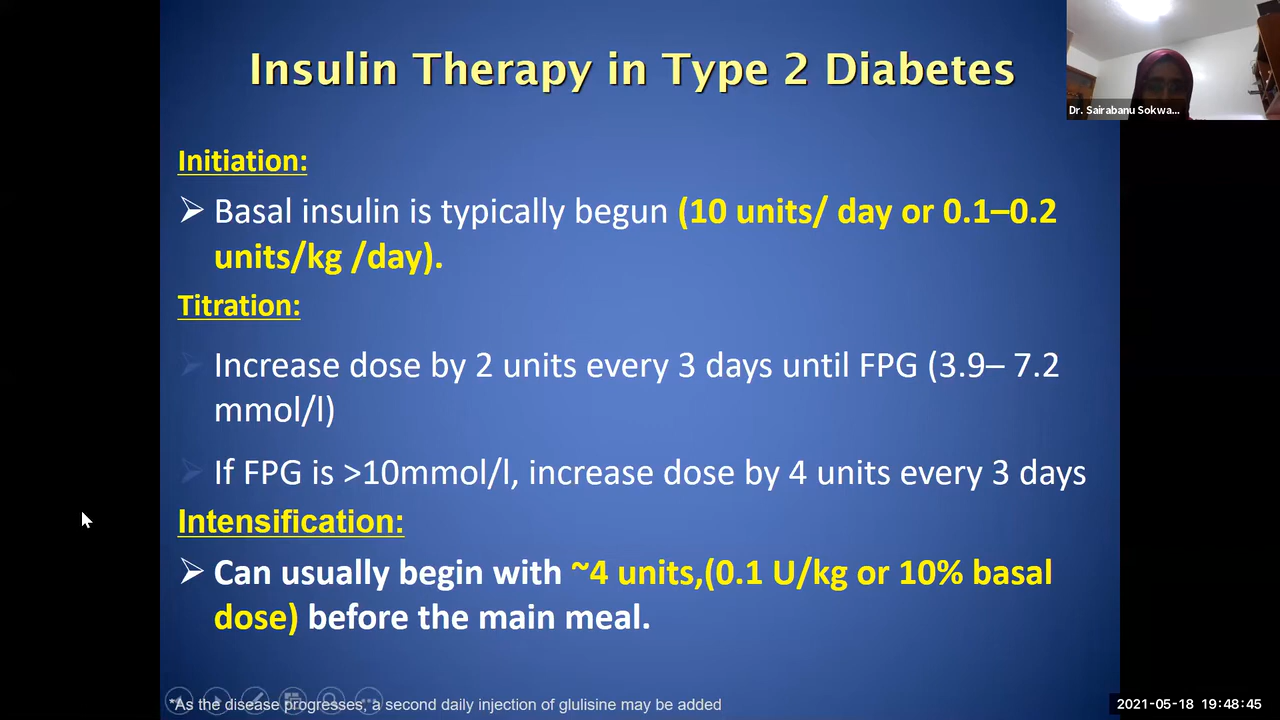 Insulin Therapy in Type 2 Diabetes
Dr. Sairabanu Sokwa...
Initiation:
➢ Basal insulin is typically begun (10 units/ day or 0.1–0.2
units/kg /day).
Titration:
➢ Increase dose by 2 units every 3 days until FPG (3.9– 7.2
mmol/l)
➢ If FPG is >10mmol/l, increase dose by 4 units every 3 days
Intensification:
➢ Can usually begin with ~4 units,(0.1 U/kg or 10% basal
dose) before the main meal.
*As the disease progresses, a second daily injection of glulisine may be added
2021-05-18 19:48:45